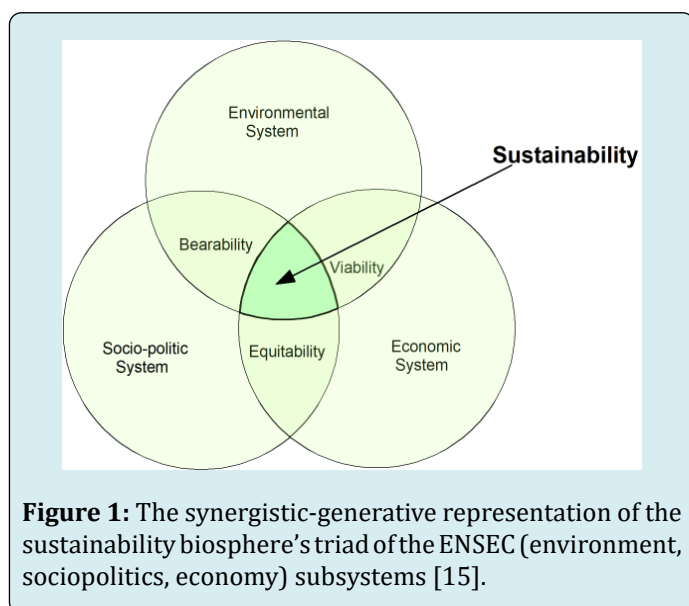 Environmental
System
Sustainability
Bearability
Viability
Socio-politic
System
Equitability
Economic
System
Figure 1: The synergistic-generative representation of the
sustainability biosphere's triad of the ENSEC (environment,
sociopolitics, economy) subsystems [15].